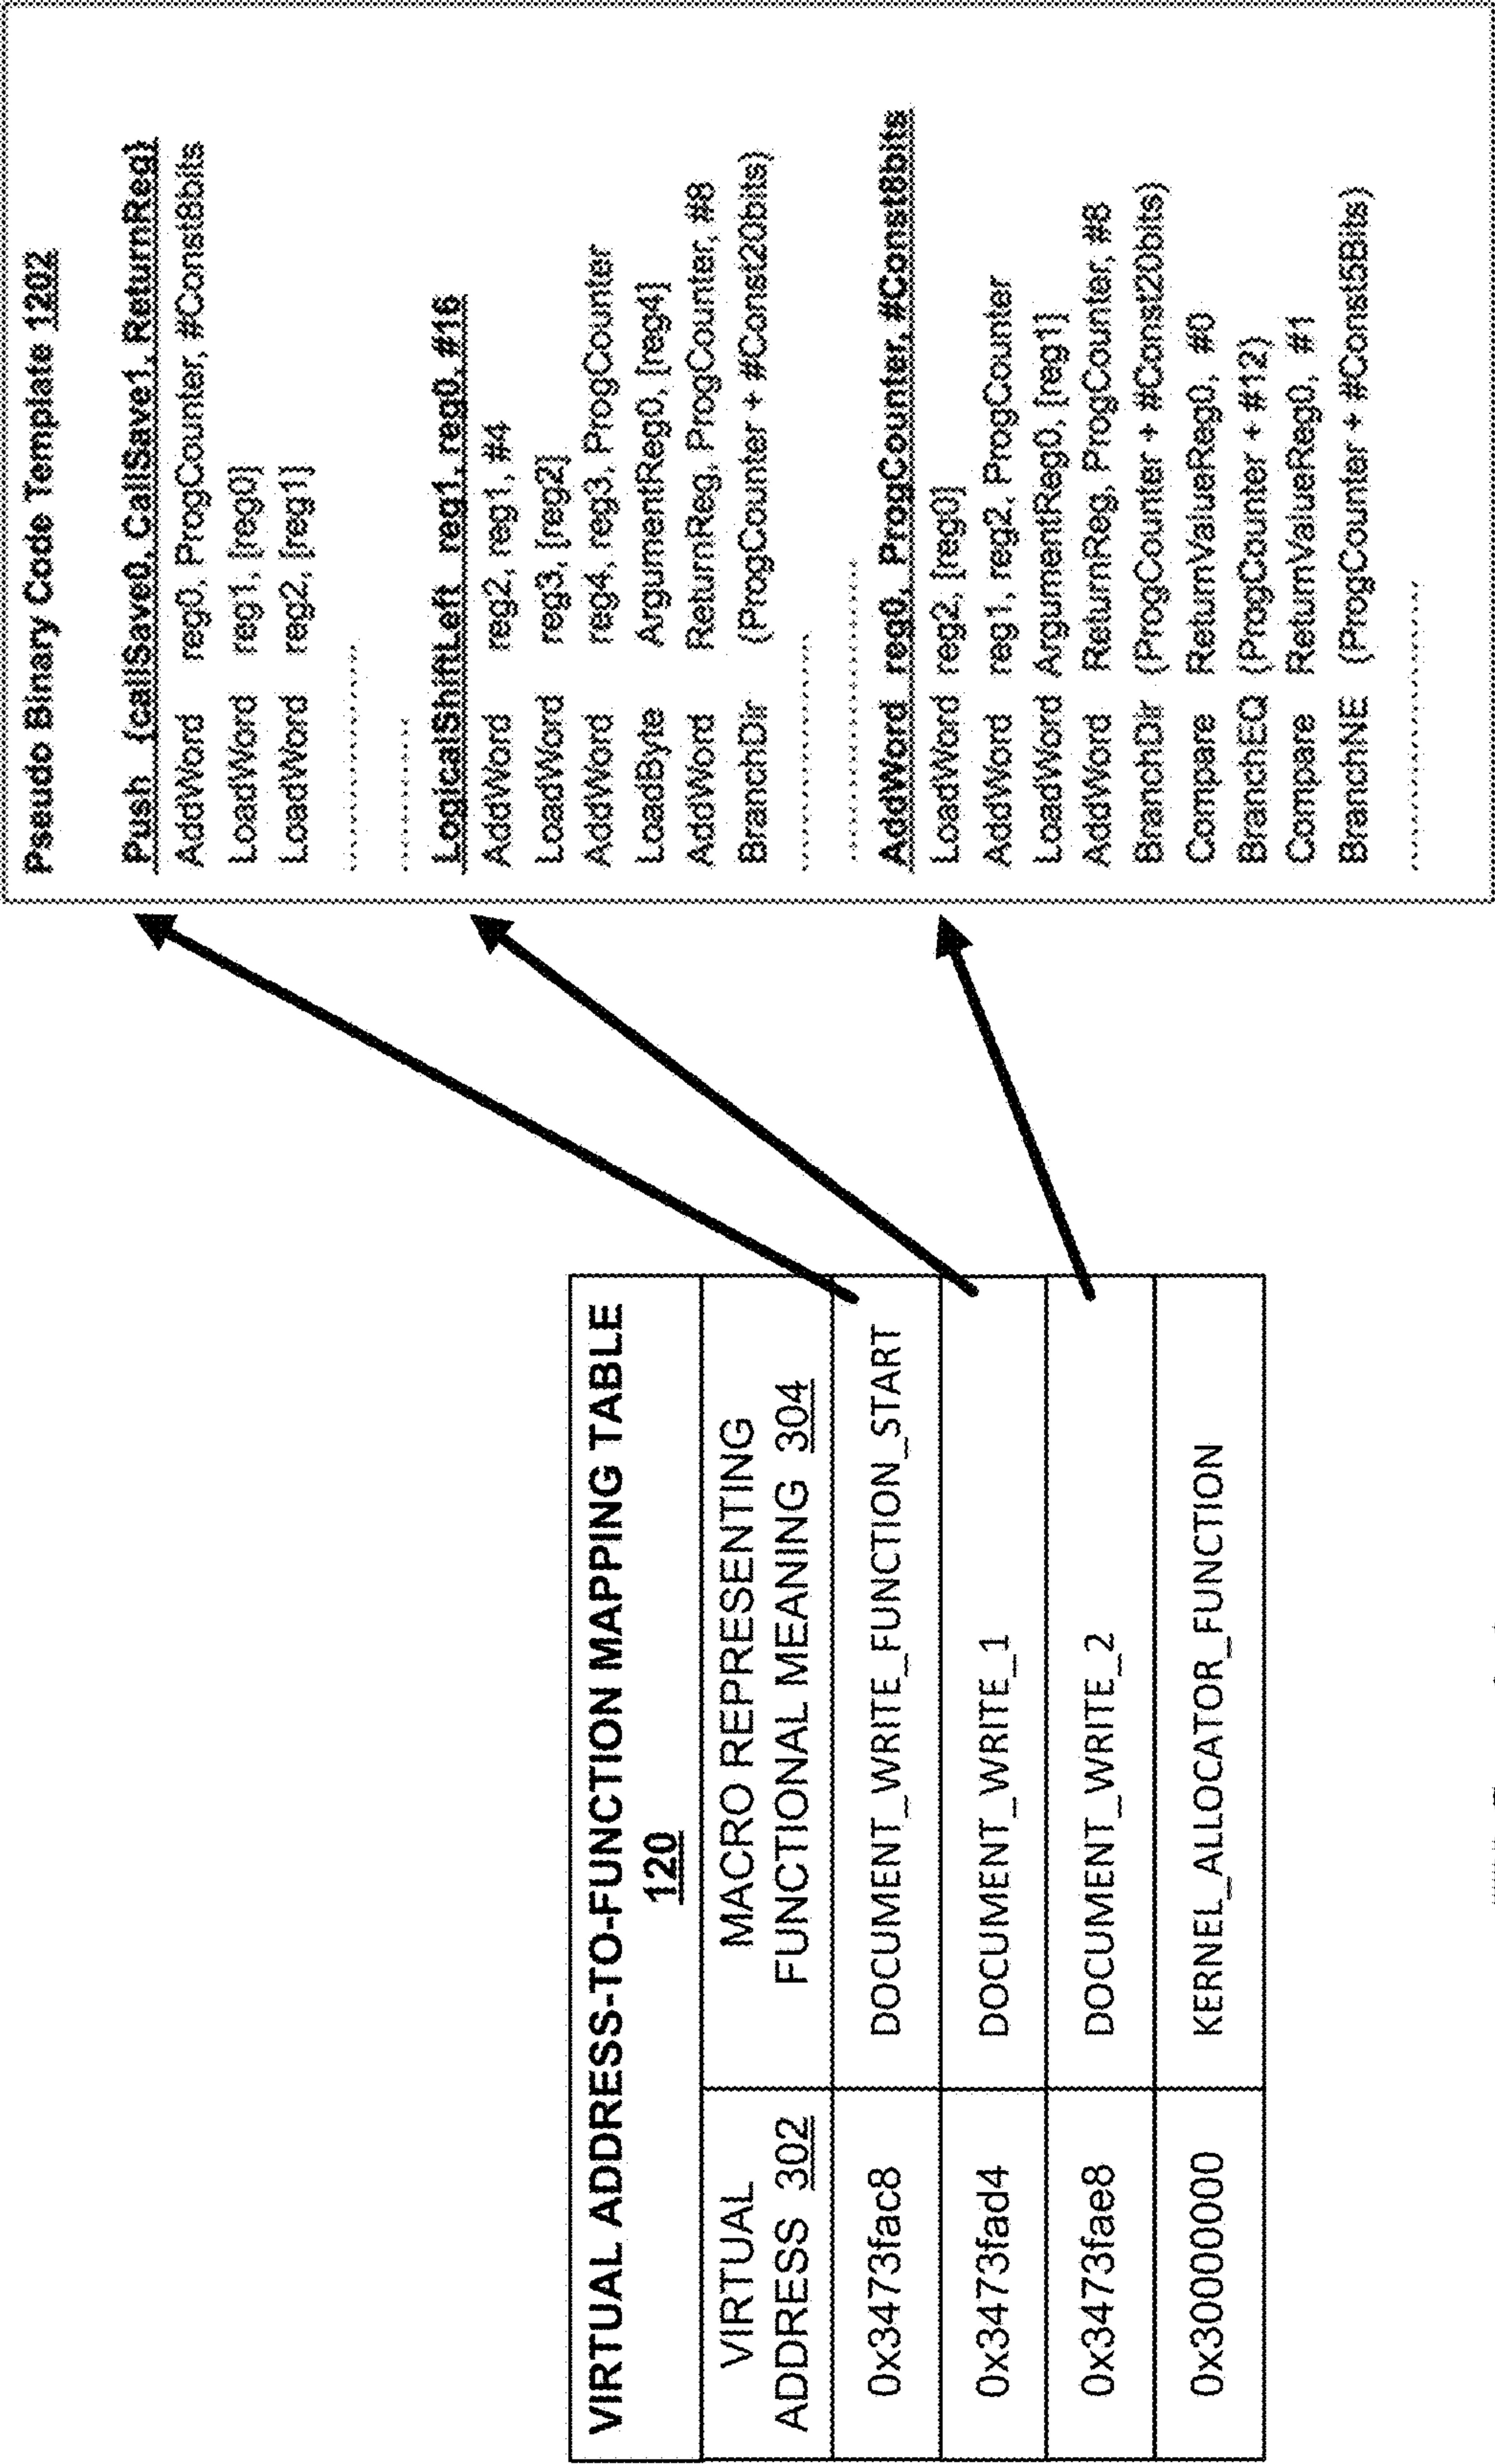 VIRTUAL ADDRESS-TO-FUNCTION MAPPING TABLE
120
VIRTUAL
ADDRESS 302
MACRO REPRESENTING
FUNCTIONAL MEANING 304
0x3473fac8
DOCUMENT_WRITE_FUNCTION_START
0x3473fad4
DOCUMENT_WRITE_1
0x3473fae8
DOCUMENT_WRITE_2
0x30000000
KERNEL_ALLOCATOR_FUNCTION
Pseudo Binary Code Template 1202
Push {callSave0, CallSave1, ReturnReg}
AddWord reg0, ProgCounter, #Const8bits
LoadWord reg1, [reg0]
LoadWord reg2, [reg1]
..............
..............
LogicalShiftLeft reg1, reg0, #16
AddWord reg2, reg1, #4
LoadWord reg3, [reg2]
AddWord reg4, reg3, ProgCounter
LoadByte ArgumentReg0, [reg4]
AddWord ReturnReg, ProgCounter, #8
BranchDir {ProgCounter + #Const20bits}
..............
..............
AddWord reg0, ProgCounter, #Const8bits
LoadWord reg2, [reg0]
AddWord reg1, reg2, ProgCounter
LoadWord ArgumentReg0, [reg1]
AddWord ReturnReg, ProgCounter, #8
BranchDir {ProgCounter + #Const20bits}
Compare ReturnValueReg0, #0
BranchEQ {ProgCounter + #12}
Compare ReturnValueReg0, #1
BranchNE {ProgCounter + #Const5Bits}
..............